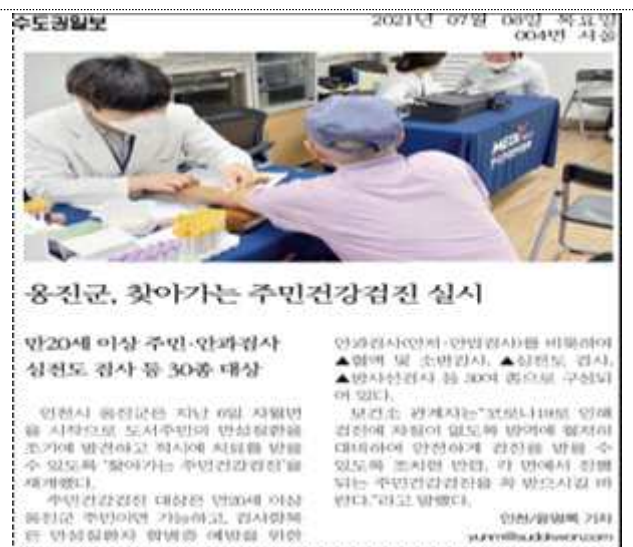 수도권일보
2021년 07월 08일 목요일
004면 서울
옹진군, 찾아가는 주민건강검진 실시
만20세 이상 주민·안과검사
심전도 검사 등 30종 대상
인천시 옹진군은 지난 6일 자월면
을 시작으로 도서주민의 만성질환을
조기에 발견하고 적시에 치료를 받을
수 있도록 '찾아가는 주민건강검진'을
재개했다.
주민건강검진 대상은 만20세 이상
옹진군 주민이면 가능하고, 검사항목
은 만성질환자 합병증 예방을 위한
안과검사(안저·안압검사)를 비롯하여
▲혈액 및 소변검사, ▲심전도 검사,
▲방사선검사 등 30여 종으로 구성되
어 있다.
보건소 관계자는 "코로나19로 인해
검진에 차질이 없도록 방역에 철저히
대비하여 안전하게 검진을 받을 수
있도록 조치한 만큼, 각 면에서 진행
되는 주민건강검진을 꼭 받으시길 바
란다."라고 말했다.
인천/윤명록 기자